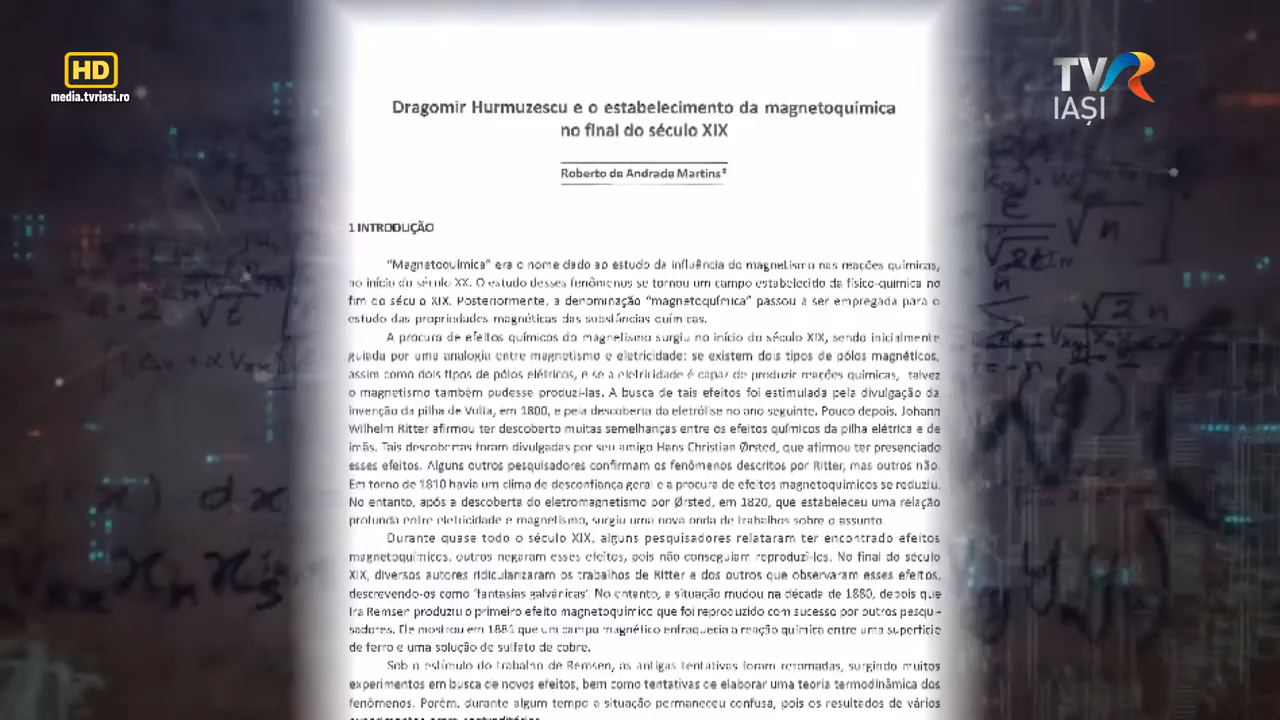 HD
media.tvriasi.ro
TVR
IAȘI
Dragomir Hurmuzescu e o estabelecimento da magnetoquímica
no final do século XIX
Roberto de Andrade Martins*
1 INTRODUÇÃO
"Magnetoquímica" era o nome dado ao estudo da influência do magnetismo nas reações químicas,
no início do século XX. O estudo desses fenômenos se tornou um campo estabelecido da físico-química no
fim do século XIX. Posteriormente, a denominação "magnetoquímica" passou a ser empregada para o
estudo das propriedades magnéticas das substâncias químicas.
A procura de efeitos químicos do magnetismo surgiu no início do século XIX, sendo inicialmente
guiada por uma analogia entre magnetismo e eletricidade: se existem dois tipos de pólos magnéticos,
assim como dois tipos de pólos elétricos, e se a eletricidade é capaz de produzir reações químicas, talvez
o magnetismo também pudesse produzi-las. A busca de tais efeitos foi estimulada pela divulgação da
invenção da pilha de Volta, em 1800, e pela descoberta da eletrólise no ano seguinte. Pouco depois, Johann
Wilhelm Ritter afirmou ter descoberto muitas semelhanças entre os efeitos químicos da pilha elétrica e de
imãs. Tais descobertas foram divulgadas por seu amigo Hans Christian Ørsted, que afirmou ter presenciado
esses efeitos. Alguns outros pesquisadores confirmam os fenômenos descritos por Ritter, mas outros não.
Em torno de 1810 havia um clima de desconfiança geral e a procura de efeitos magnetoquímicos se reduziu.
No entanto, após a descoberta do eletromagnetismo por Ørsted, em 1820, que estabeleceu uma relação
profunda entre eletricidade e magnetismo, surgiu uma nova onda de trabalhos sobre o assunto.
Durante quase todo o século XIX, alguns pesquisadores relataram ter encontrado efeitos
magnetoquímicos, outros negaram esses efeitos, pois não conseguiam reproduzi-los. No final do século
XIX, diversos autores ridicularizaram os trabalhos de Ritter e dos outros que observaram esses efeitos,
descrevendo-os como 'fantasias galvânicas'. No entanto, a situação mudou na década de 1880, depois que
Ira Remsen produziu o primeiro efeito magnetoquímico que foi reproduzido com sucesso por outros pesqui-
sadores. Ele mostrou em 1881 que um campo magnético enfraquecia a reação química entre uma superfície
de ferro e uma solução de sulfato de cobre.
Sob o estímulo do trabalho de Remsen, as antigas tentativas foram retomadas, surgindo muitos
experimentos em busca de novos efeitos, bem como tentativas de elaborar uma teoria termodinâmica dos
fenômenos. Porém, durante algum tempo a situação permaneceu confusa, pois os resultados de vários